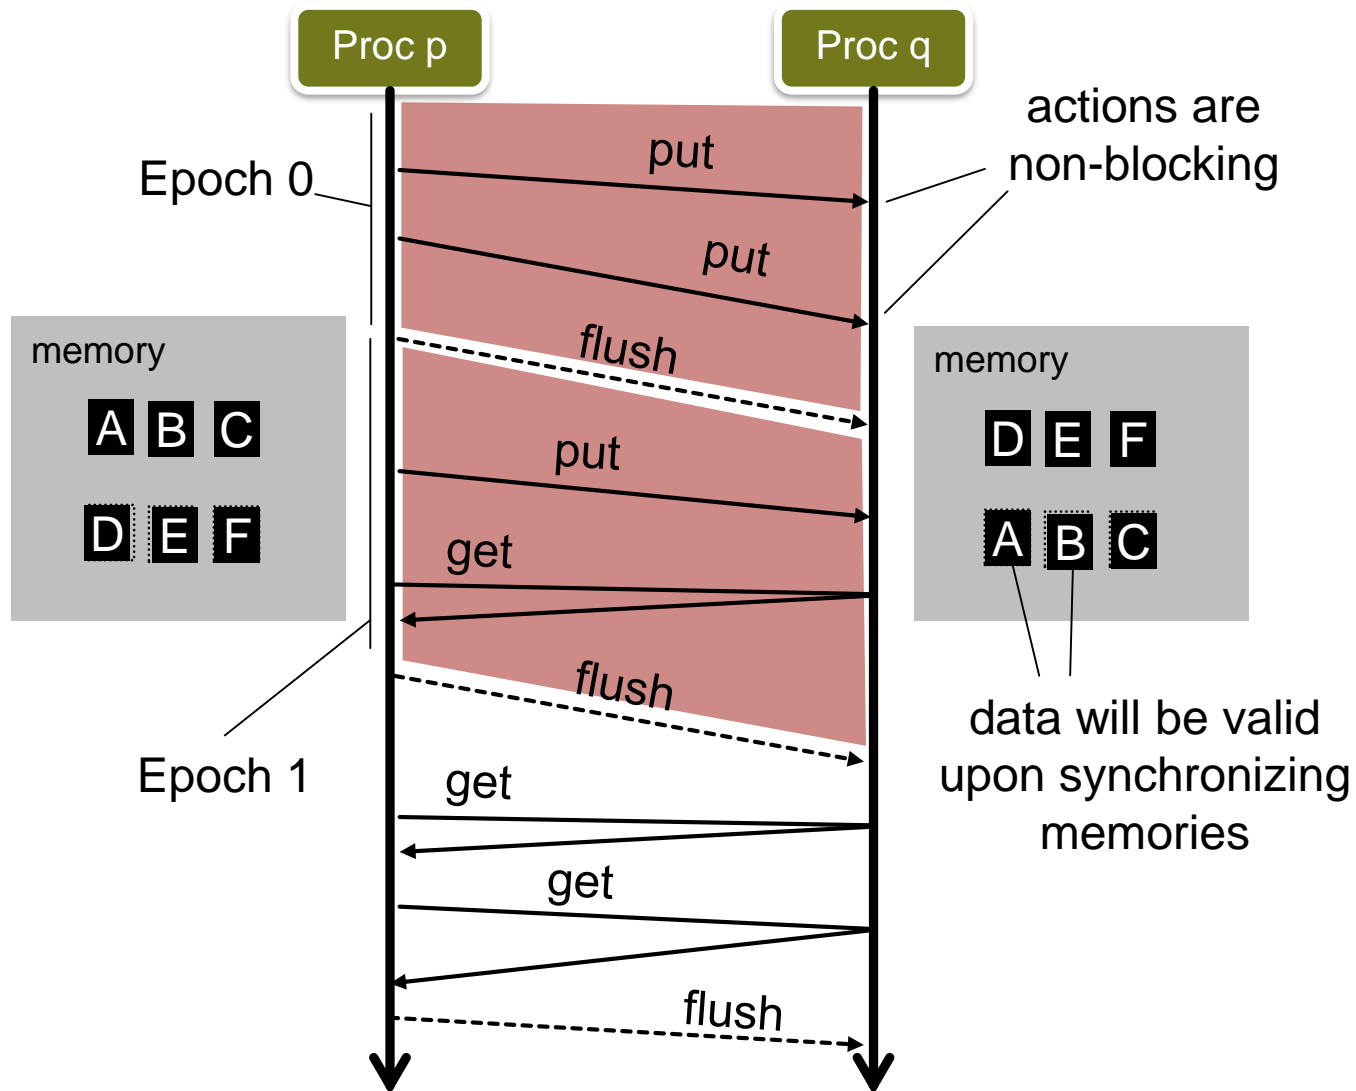 Proc p
Proc q
actions are
non-blocking
put
Epoch 0
put
flush
memory
A B C
D E F
memory
D E F
A B C
put
get
flush
Epoch 1
data will be valid
upon synchronizing
memories
get
get
flush